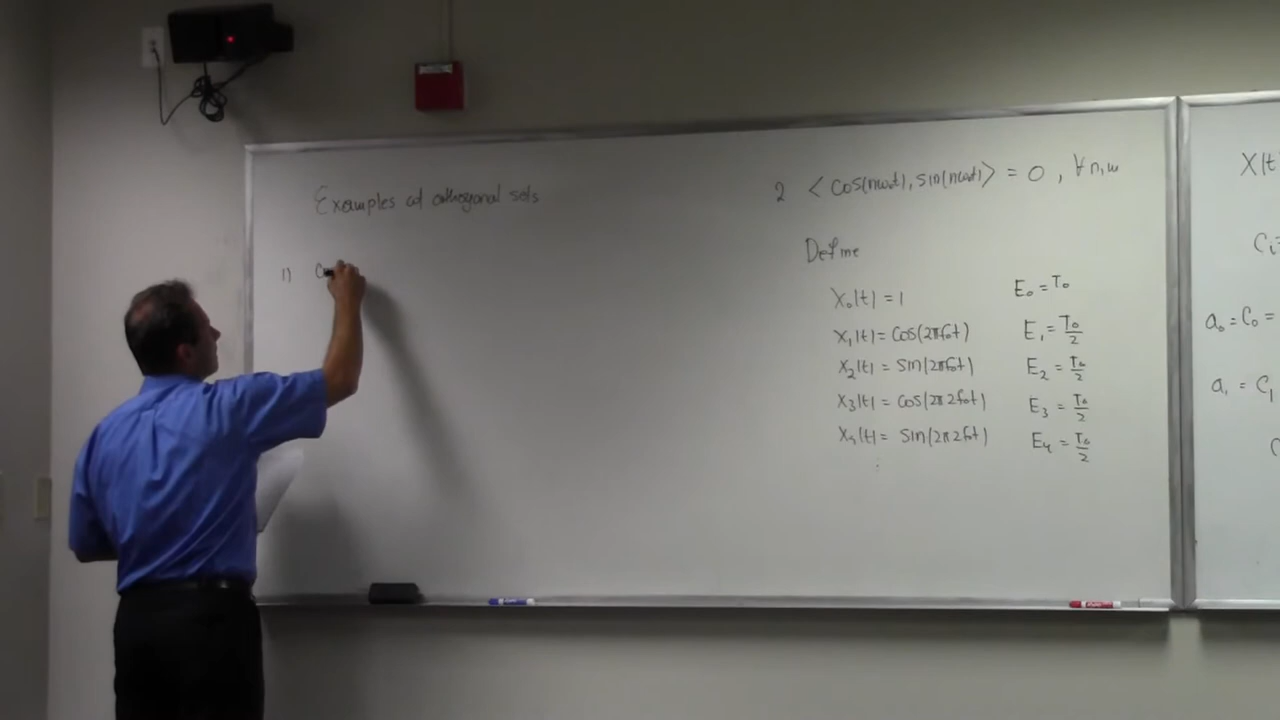 Examples of orthogonal sets
1)
2 <cos(nω₀t), sin(nω₀t)> = 0, ∀ n, m
Define
X₀(t) = 1 E₀ = T₀
X₁(t) = cos(2πf₀t) E₁ = T₀/2
X₂(t) = sin(2πf₀t) E₂ = T₀/2
X₃(t) = cos(2π2f₀t) E₃ = T₀/2
X₄(t) = sin(2π2f₀t) E₄ = T₀/2
⋮
X(t
Cᵢ=
a₀ = C₀ =
a₁ = C₁